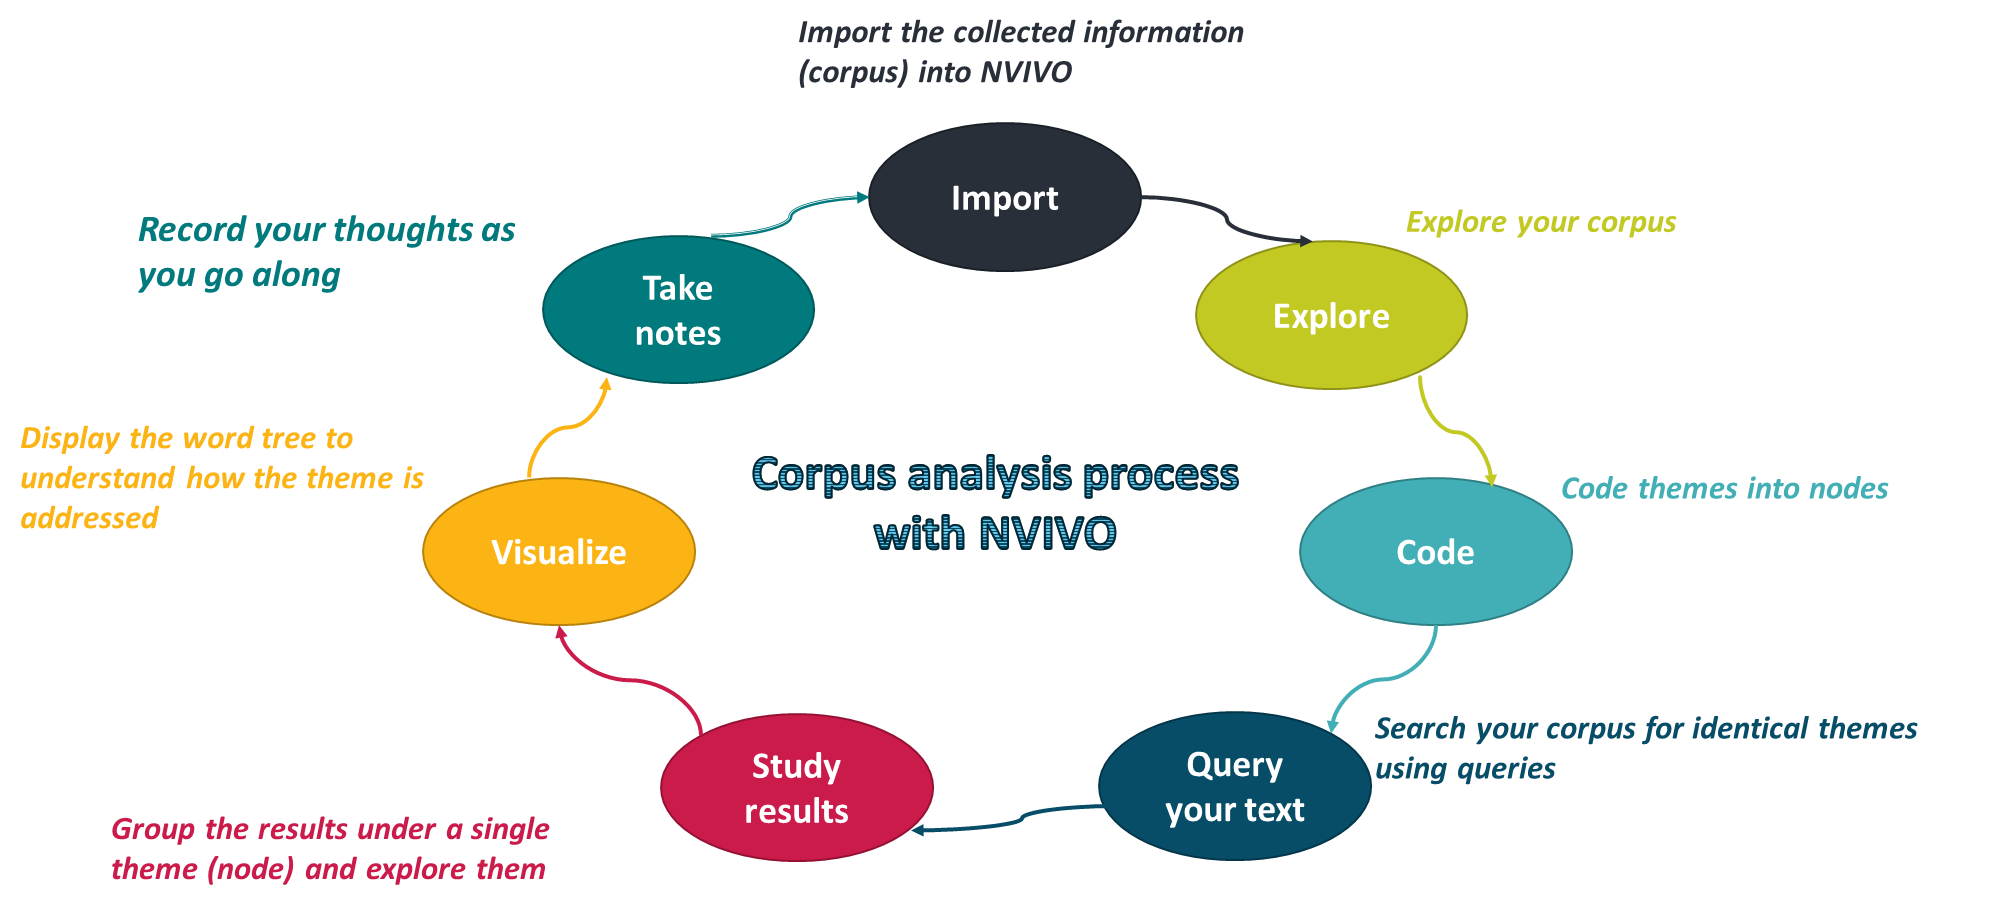 Import the collected information
(corpus) into NVIVO
Import
Explore your corpus
Explore
Code themes into nodes
Code
Search your corpus for identical themes
using queries
Query
your text
Study
results
Group the results under a single
theme (node) and explore them
Visualize
Display the word tree to
understand how the theme is
addressed
Take
notes
Record your thoughts as
you go along
Corpus analysis process
with NVIVO